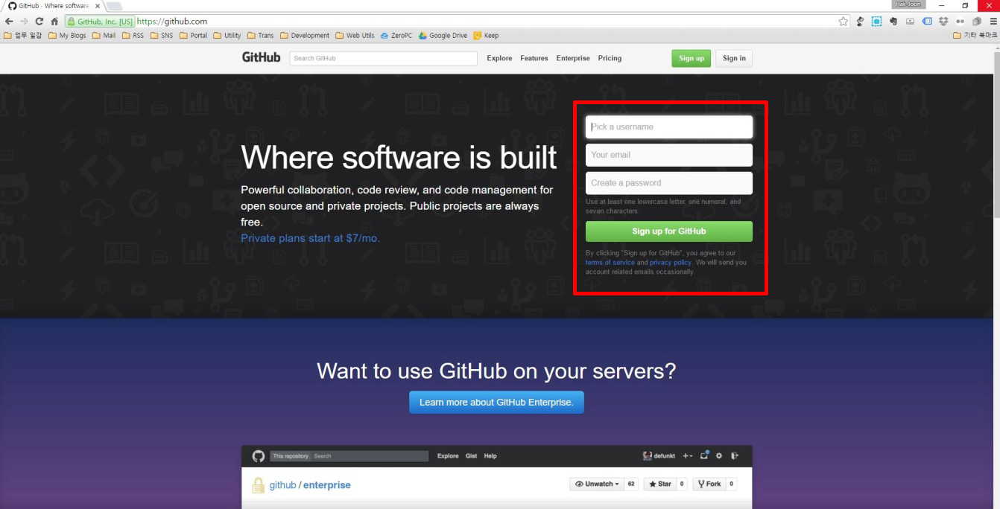 GitHub · Where software
Hak-Joon
GitHub, Inc. [US] https://github.com
업무 일감 My Blogs Mail RSS SNS Portal Utility Trans Development Web Utils ZeroPC Google Drive Keep 기타 북마크
GitHub Search GitHub Explore Features Enterprise Pricing Sign up Sign in
Pick a username
Where software is built
Your email
Create a password
Powerful collaboration, code review, and code management for
open source and private projects. Public projects are always
free.
Private plans start at $7/mo.
Use at least one lowercase letter, one numeral, and
seven characters.
Sign up for GitHub
By clicking "Sign up for GitHub", you agree to our
terms of service and privacy policy. We will send you
account related emails occasionally.
Want to use GitHub on your servers?
Learn more about GitHub Enterprise.
This repository Search Explore Gist Help defunkt
github / enterprise Unwatch 62 Star 0 Fork 0